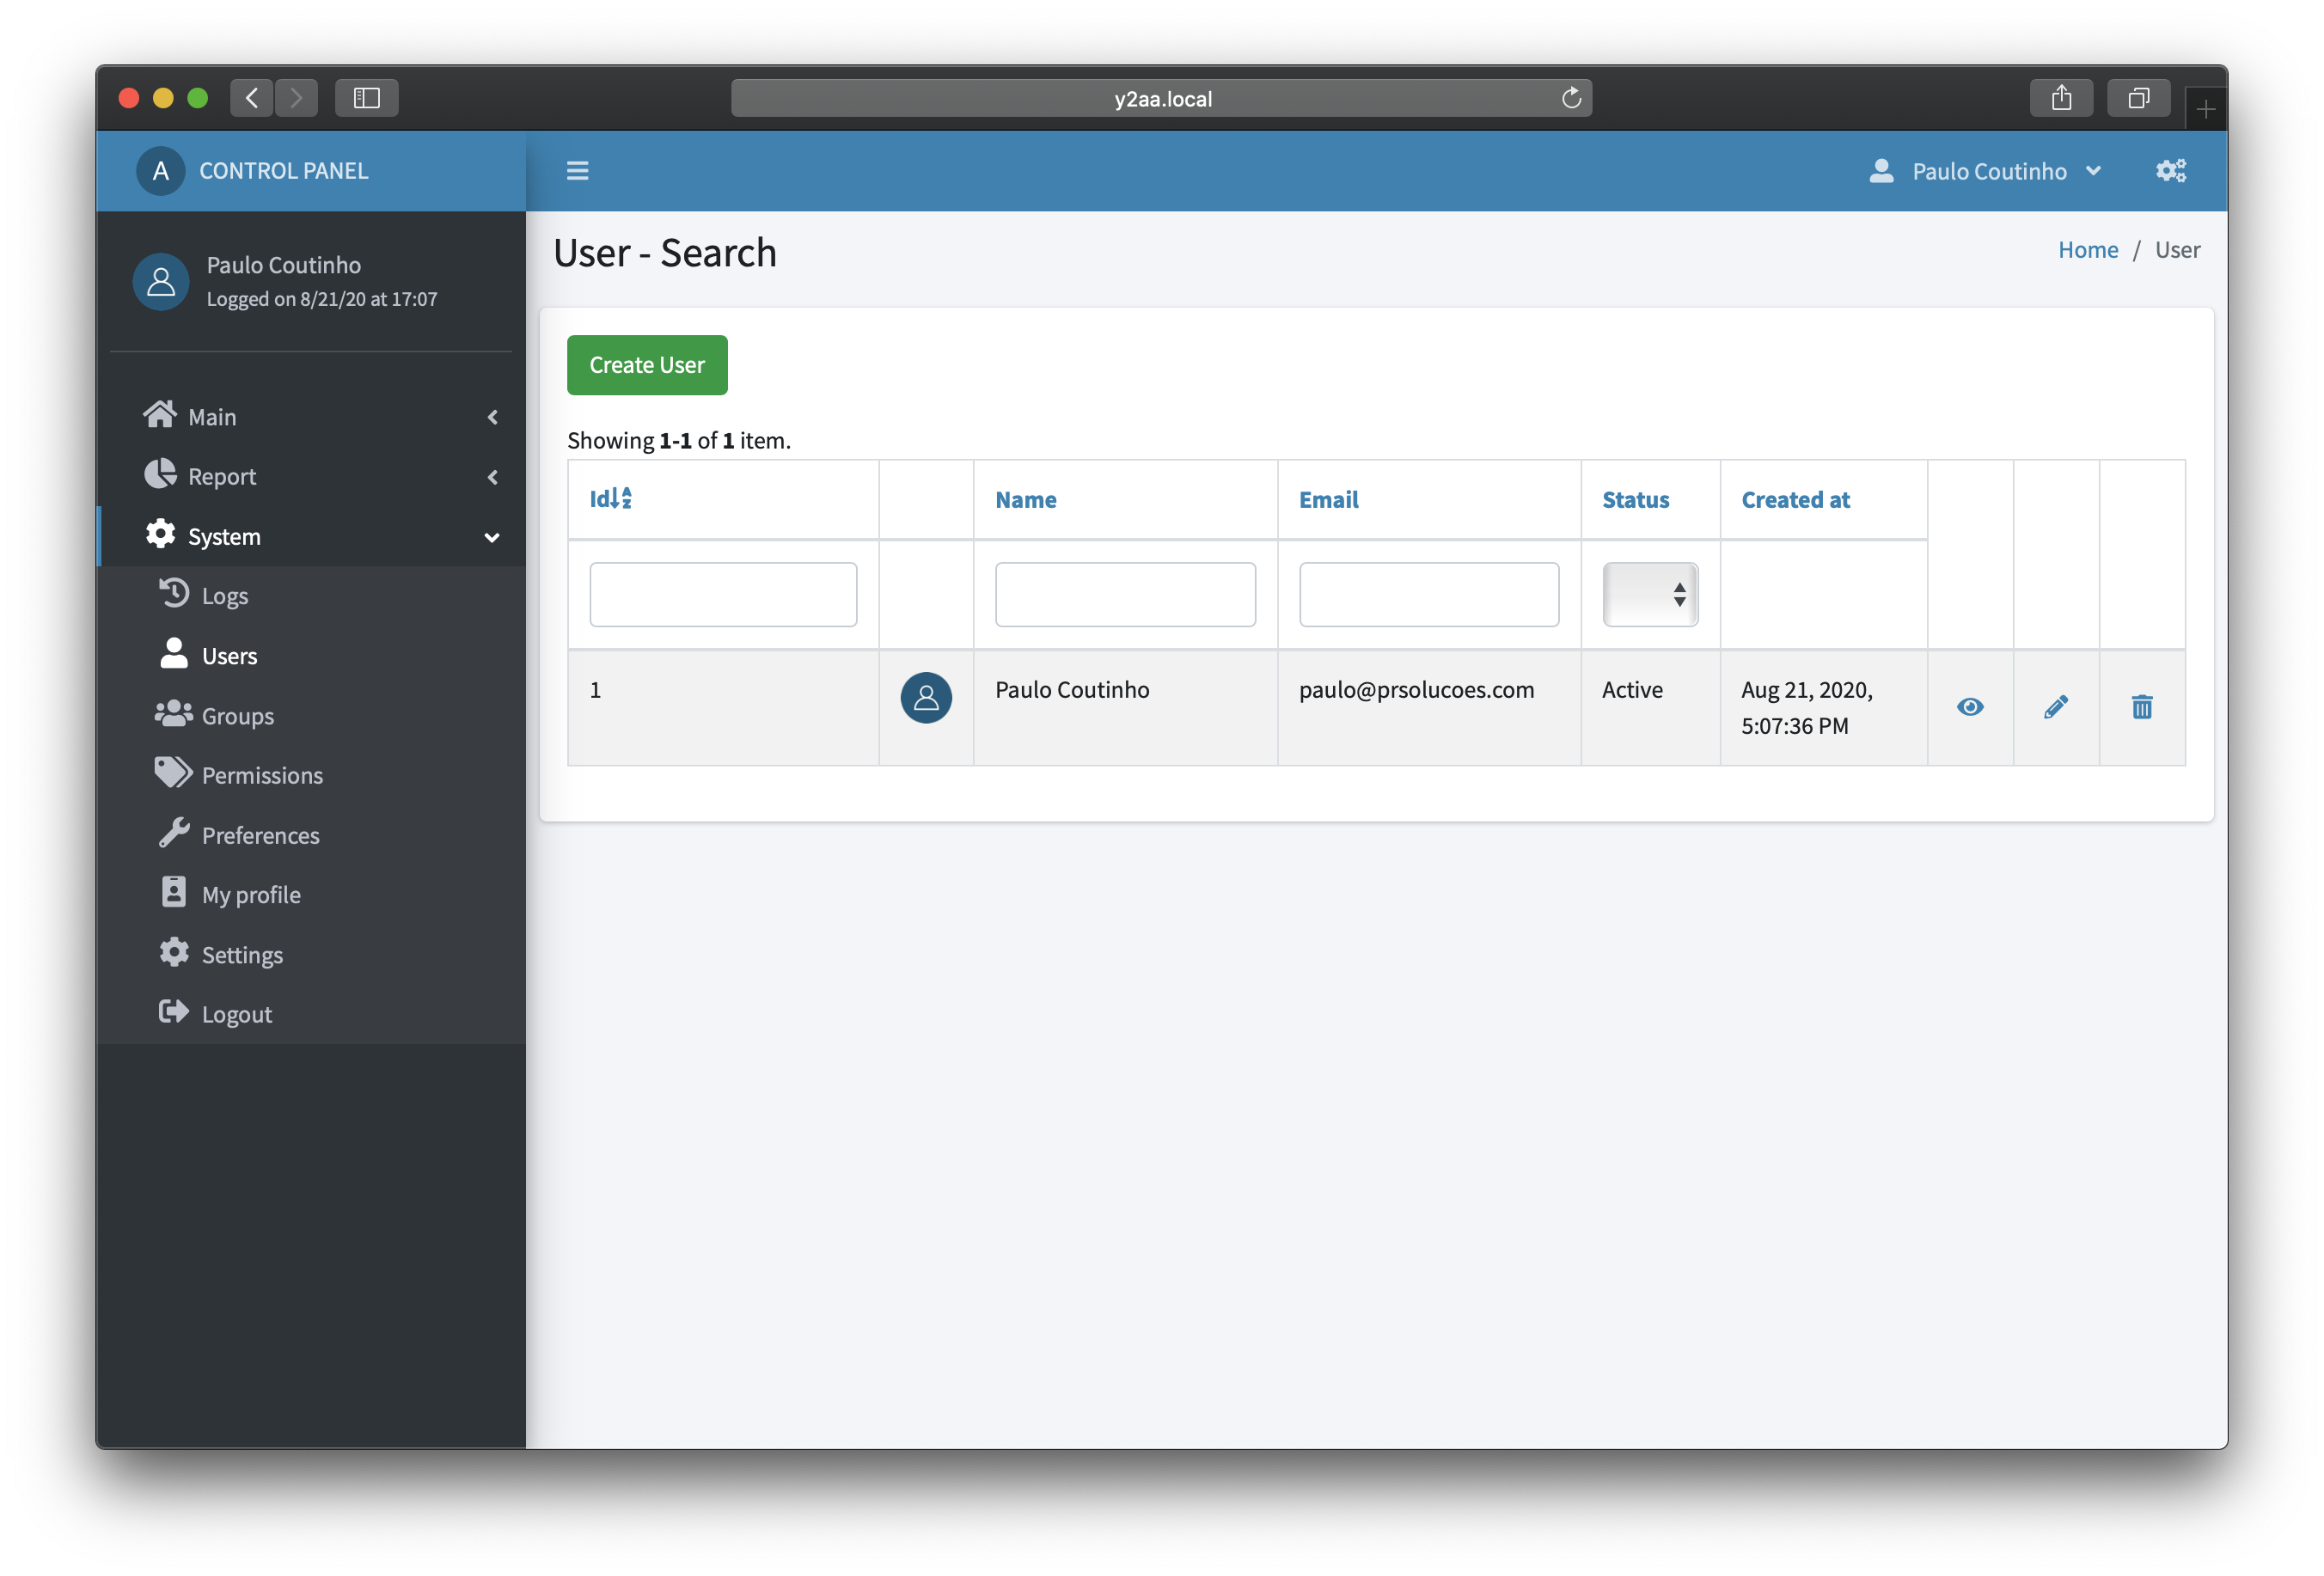 y2aa.local
A CONTROL PANEL
Paulo Coutinho
Paulo Coutinho
Logged on 8/21/20 at 17:07
Main
Report
System
Logs
Users
Groups
Permissions
Preferences
My profile
Settings
Logout
User - Search
Home / User
Create User
Showing 1-1 of 1 item.
Id Name Email Status Created at
1 Paulo Coutinho paulo@prsolucoes.com Active Aug 21, 2020,
5:07:36 PM